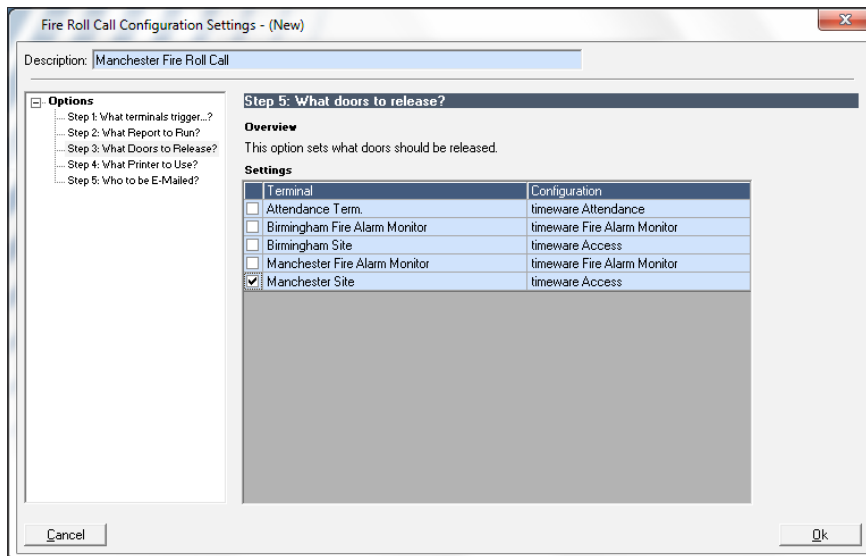 Fire Roll Call Configuration Settings - (New)
Description: Manchester Fire Roll Call
Options
Step 1: What terminals trigger...?
Step 2: What Report to Run?
Step 3: What Doors to Release?
Step 4: What Printer to Use?
Step 5: Who to be E-Mailed?
Step 5: What doors to release?
Overview
This option sets what doors should be released.
Settings
Terminal Configuration
Attendance Term. timeware Attendance
Birmingham Fire Alarm Monitor timeware Fire Alarm Monitor
Birmingham Site timeware Access
Manchester Fire Alarm Monitor timeware Fire Alarm Monitor
Manchester Site timeware Access
Cancel Ok